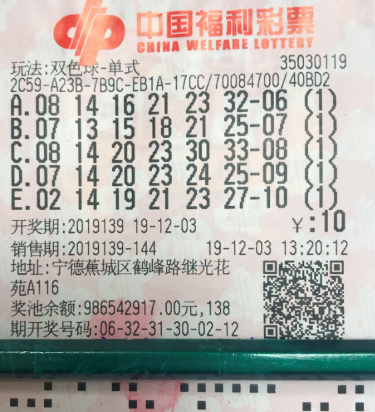 中国福利彩票
CHINA WELFARE LOTTERY
玩法:双色球-单式 35030119
2C59-A23B-7B9C-EB1A-17CC/70084700/40BD2
A.08 14 16 21 23 32-06 (1)
B.07 13 15 18 21 25-07 (1)
C.08 14 20 23 30 33-08 (1)
D.07 14 20 23 24 25-09 (1)
E.02 14 19 21 23 27-10 (1)
开奖期:2019139 19-12-03 ¥:10
销售期:2019139-144 19-12-03 13:20:12
地址:宁德蕉城区鹤峰路继光花
苑A116
奖池余额:986542917.00元,138
期开奖号码:06-32-31-30-02-12